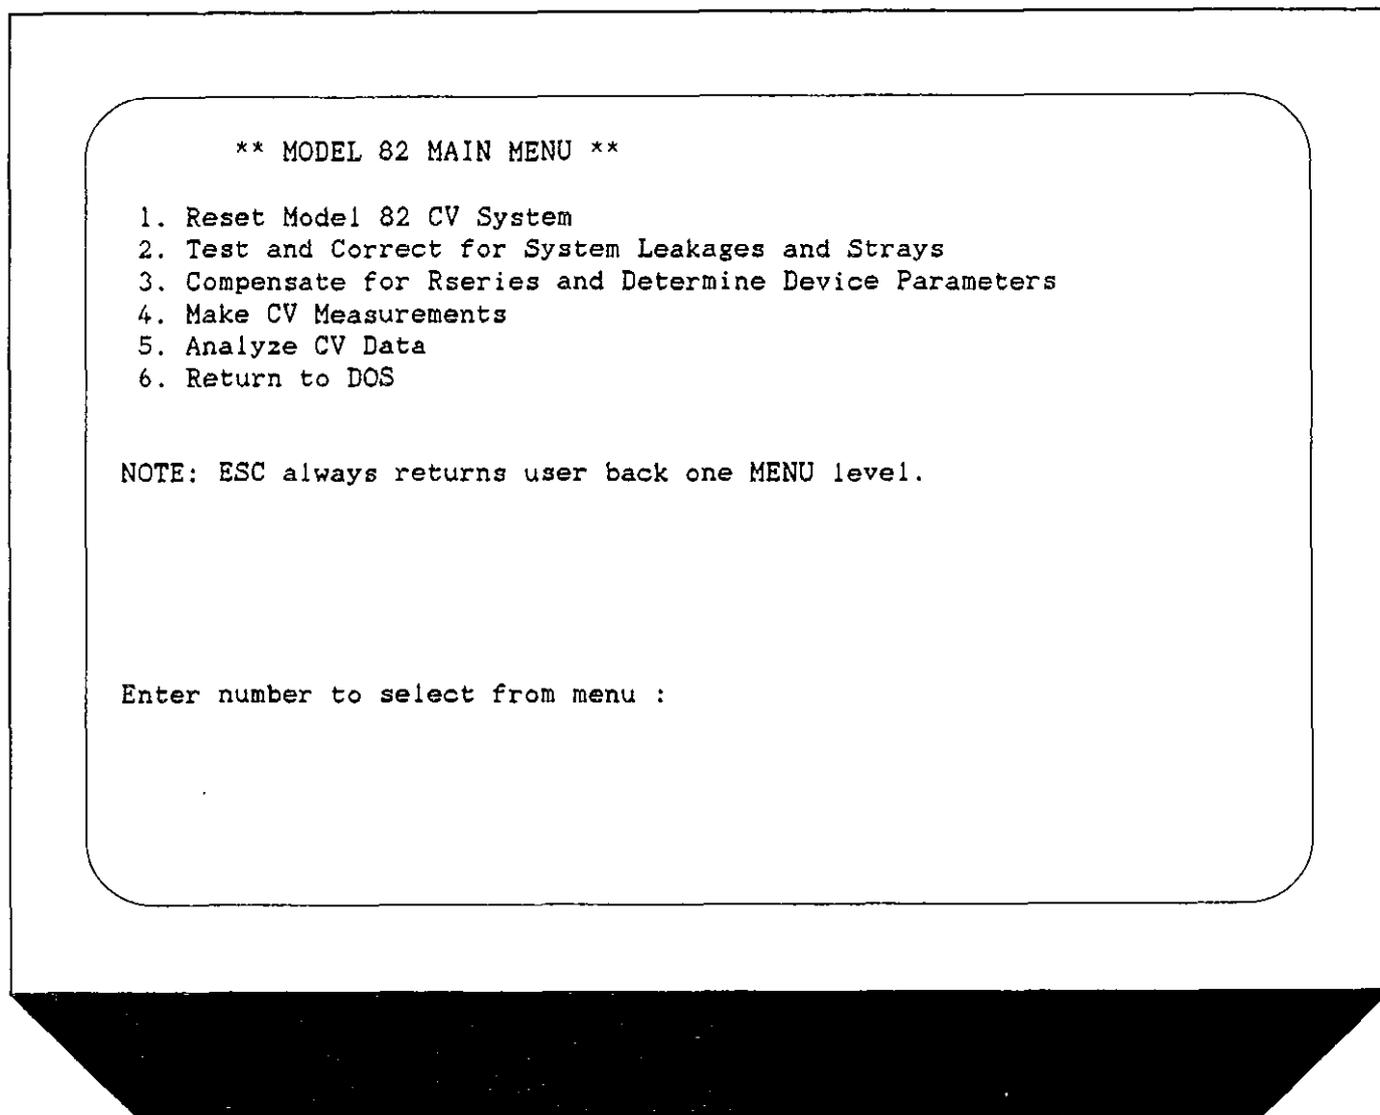 ** MODEL 82 MAIN MENU **
1. Reset Model 82 CV System
2. Test and Correct for System Leakages and Strays
3. Compensate for Rseries and Determine Device Parameters
4. Make CV Measurements
5. Analyze CV Data
6. Return to DOS
NOTE: ESC always returns user back one MENU level.
Enter number to select from menu :